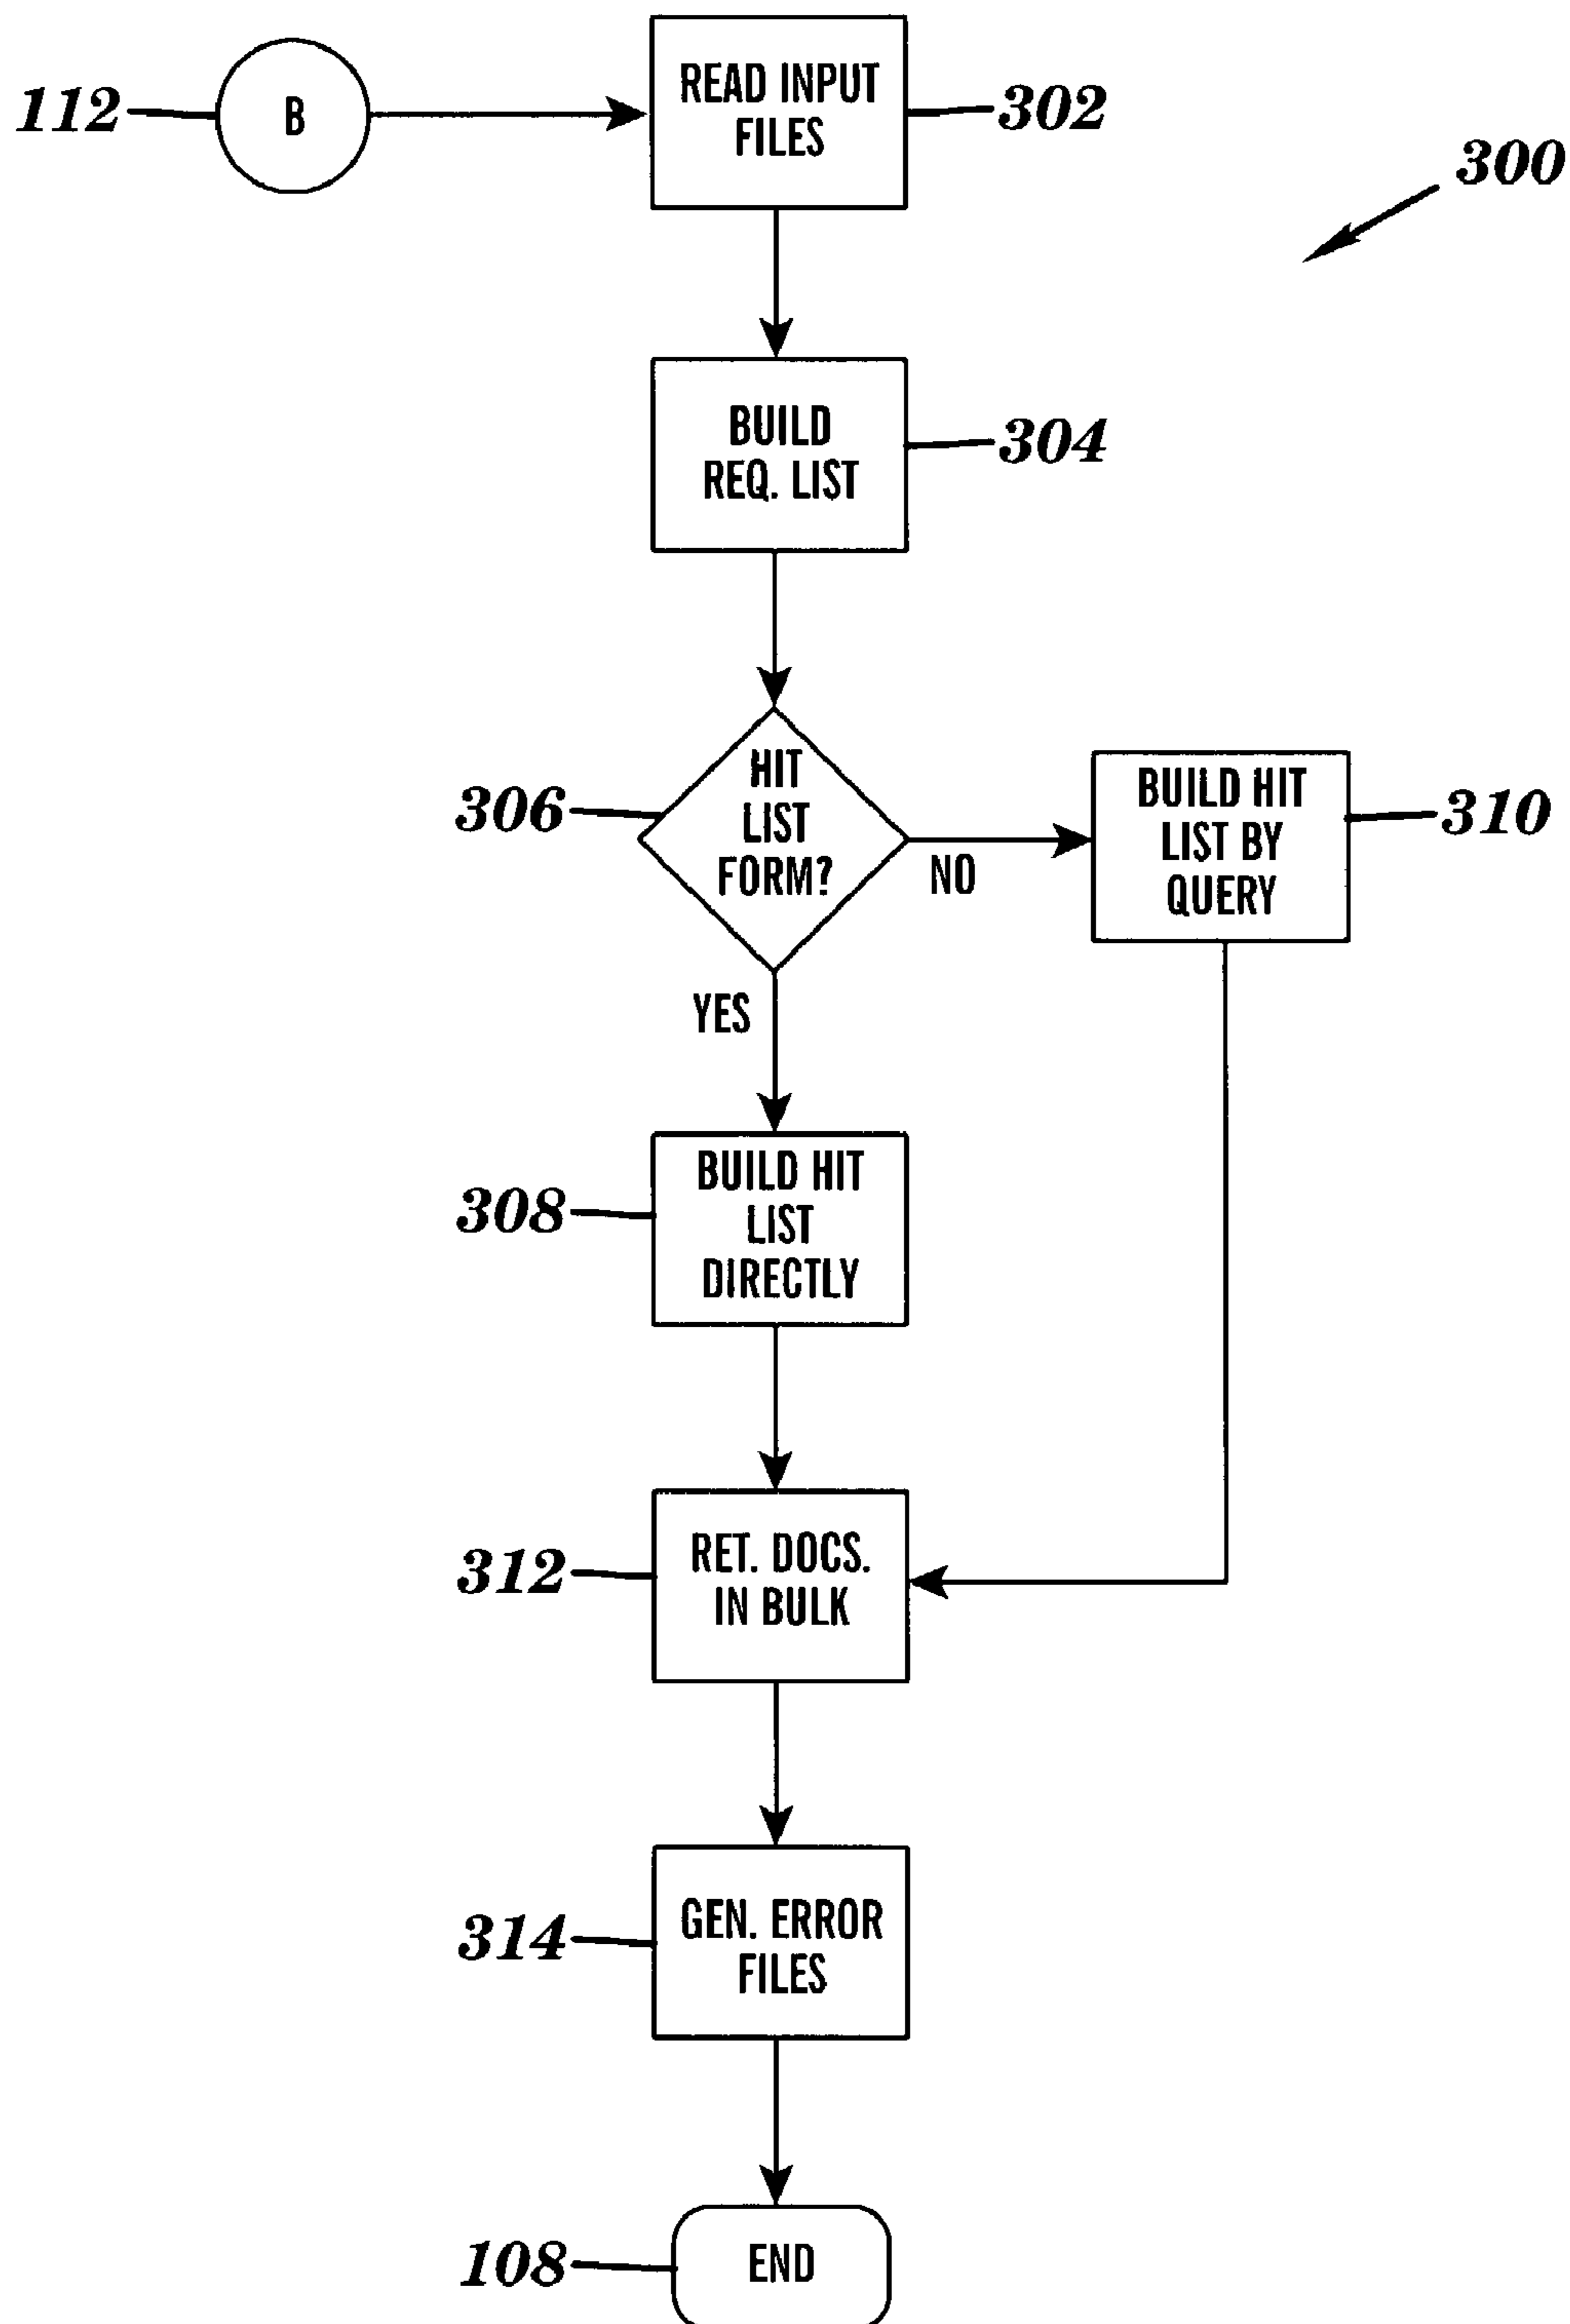 112
B
READ INPUT
FILES
302
300
BUILD
REQ. LIST
304
306
HIT
LIST
FORM?
NO
BUILD HIT
LIST BY
QUERY
310
YES
308
BUILD HIT
LIST
DIRECTLY
312
RET. DOCS.
IN BULK
314
GEN. ERROR
FILES
108
END